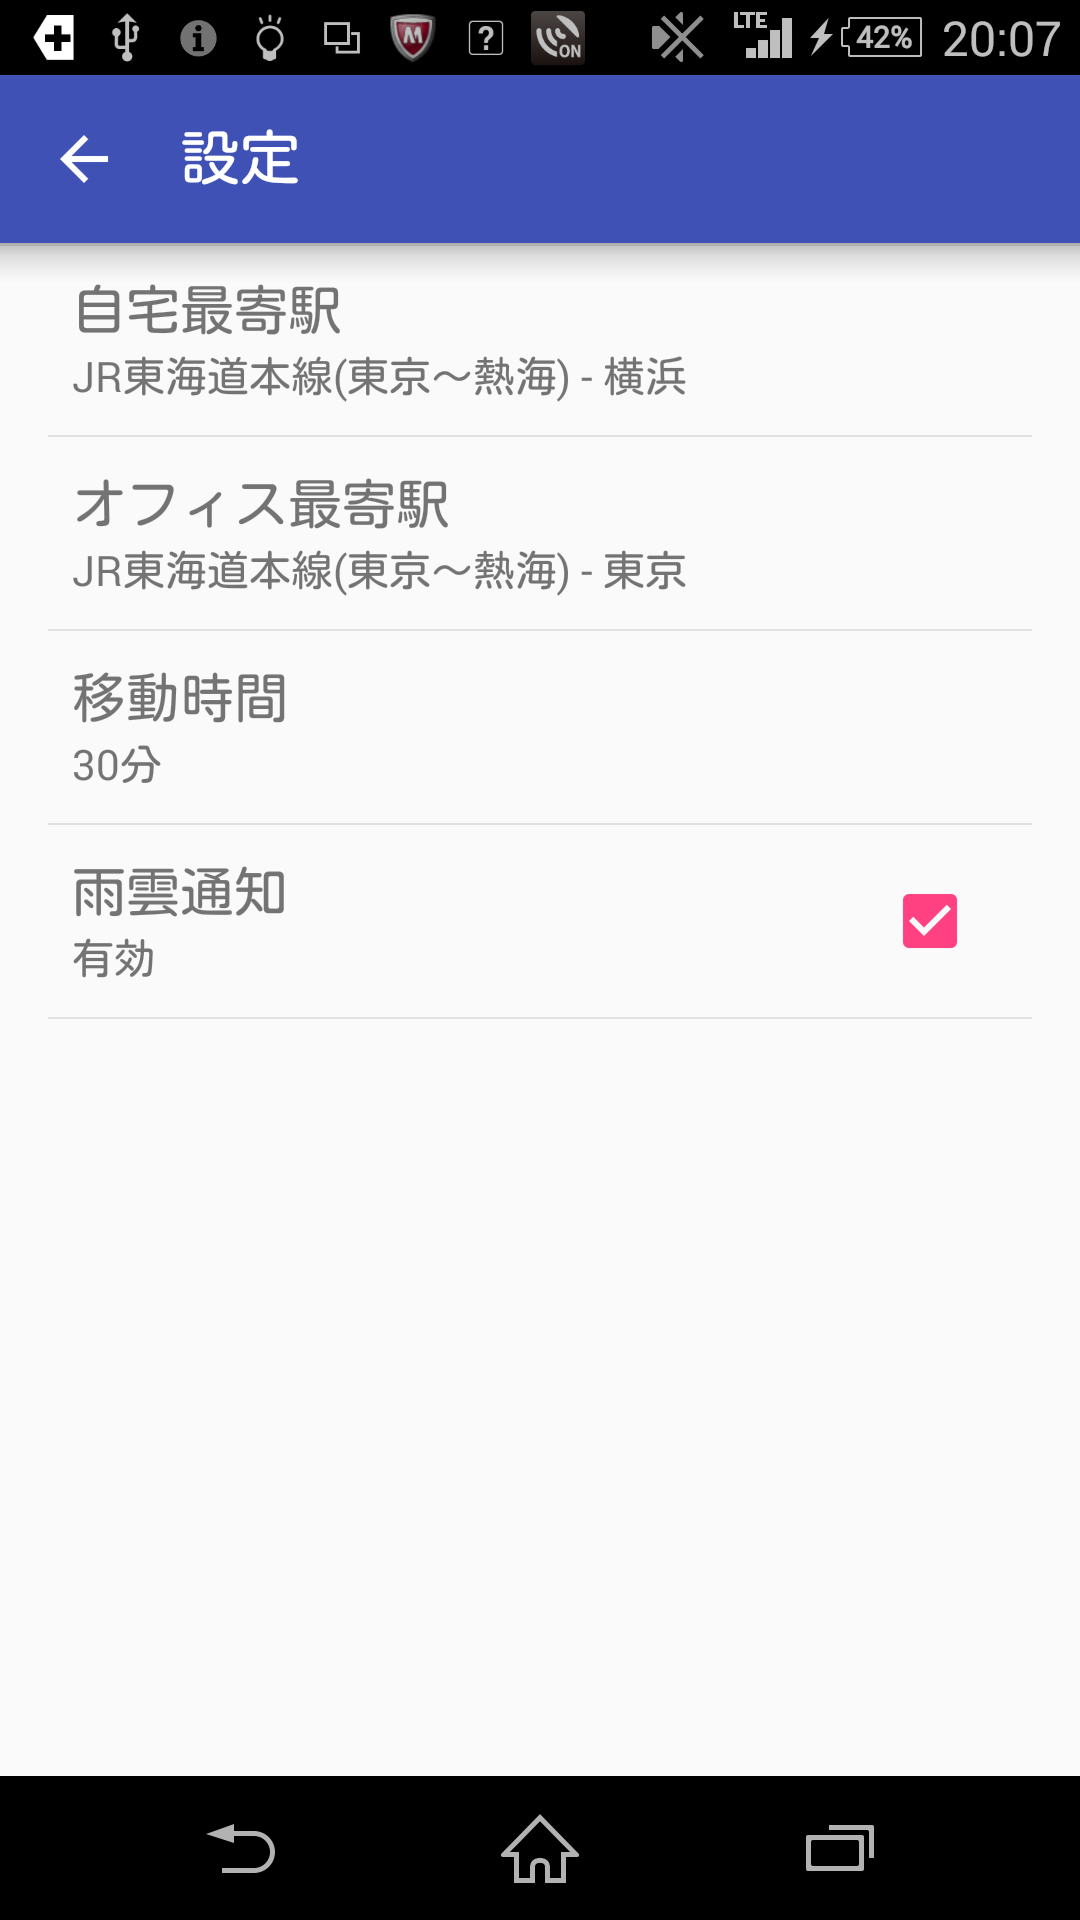 ON LTE 42% 20:07
設定
自宅最寄駅
JR東海道本線(東京～熱海) - 横浜
オフィス最寄駅
JR東海道本線(東京～熱海) - 東京
移動時間
30分
雨雲通知
有効